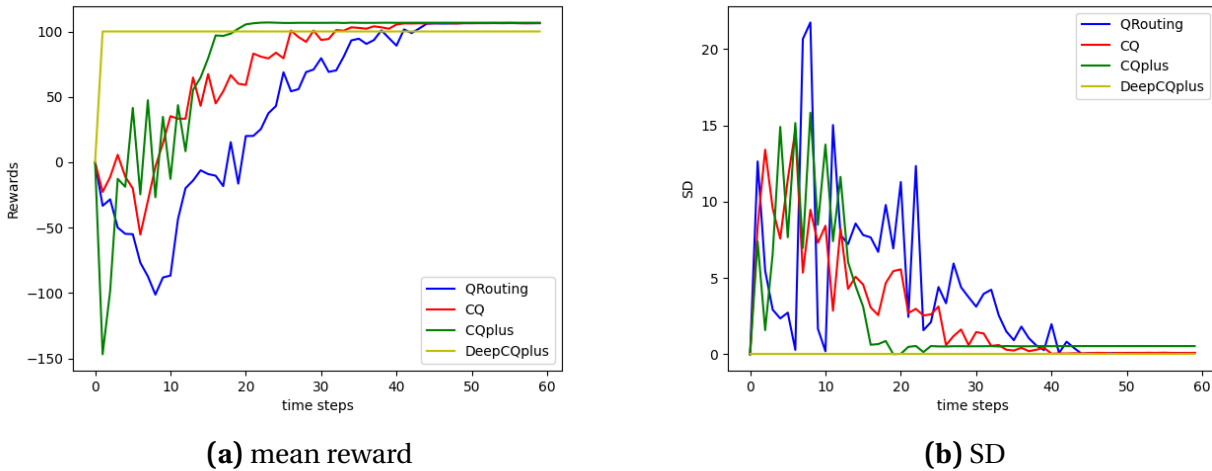 100
50
0
−50
−100
−150
Rewards
0
10
20
30
40
50
60
time steps
QRouting
CQ
CQplus
DeepCQplus
(a) mean reward
20
15
10
5
0
SD
0
10
20
30
40
50
60
time steps
QRouting
CQ
CQplus
DeepCQplus
(b) SD